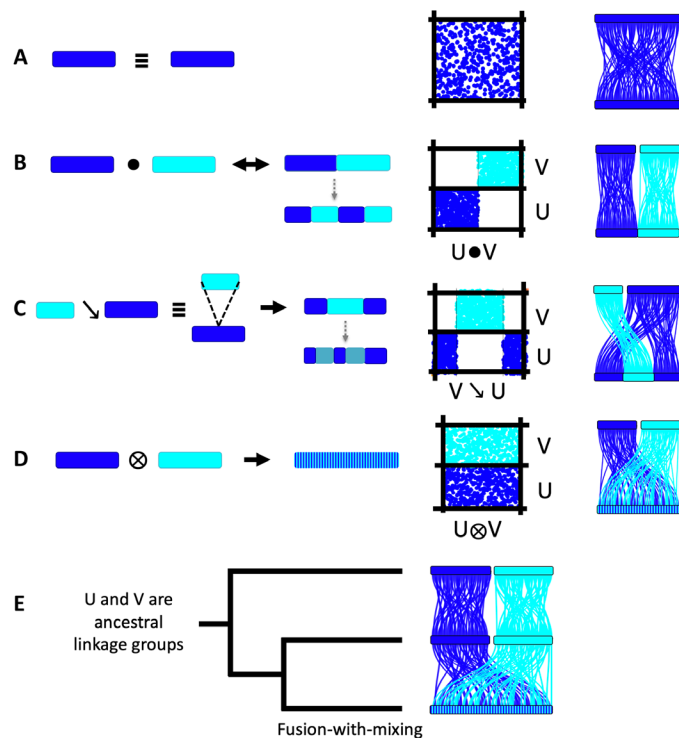 A
≡
B
●
↔
V
U
U●V
C
↘
≡
→
V
U
V ↘ U
D
⊗
→
V
U
U⊗V
E
U and V are
ancestral
linkage groups
Fusion-with-mixing